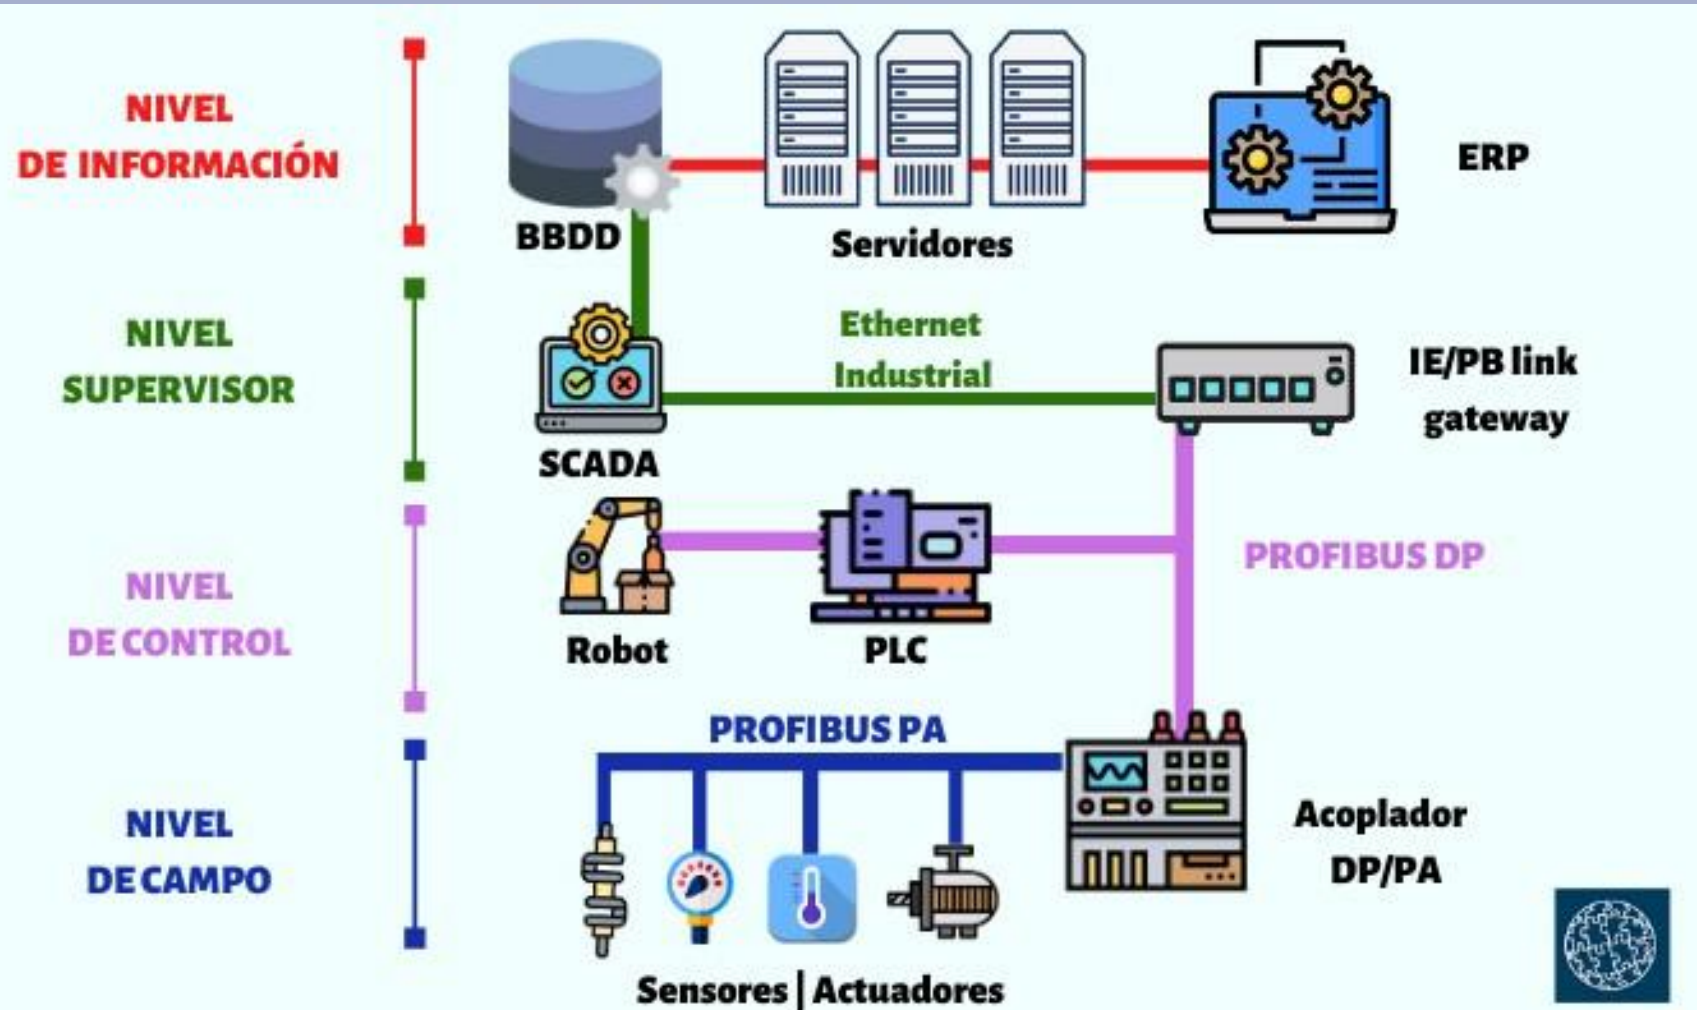 NIVEL
DE INFORMACIÓN
BBDD
Servidores
ERP
NIVEL
SUPERVISOR
SCADA
Ethernet
Industrial
IE/PB link
gateway
NIVEL
DE CONTROL
Robot
PLC
PROFIBUS DP
NIVEL
DE CAMPO
PROFIBUS PA
Sensores | Actuadores
Acoplador
DP/PA